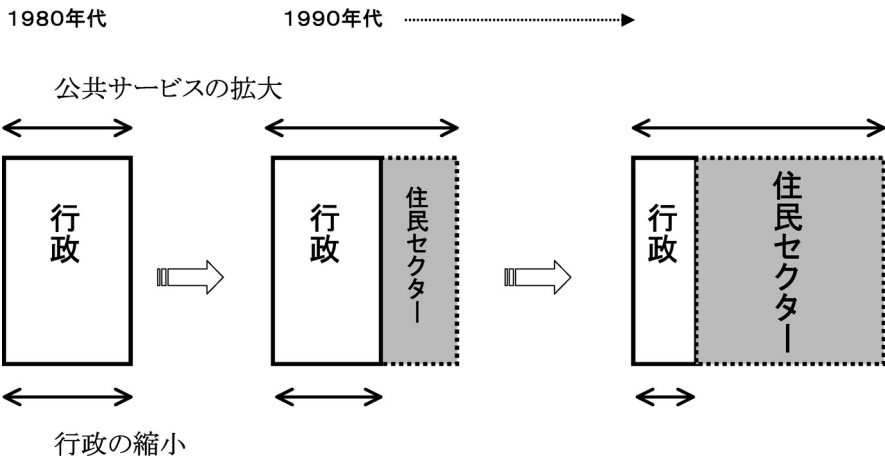 1980年代
1990年代
公共サービスの拡大
行政
行政
住民セクター
行政
住民セクター
行政の縮小